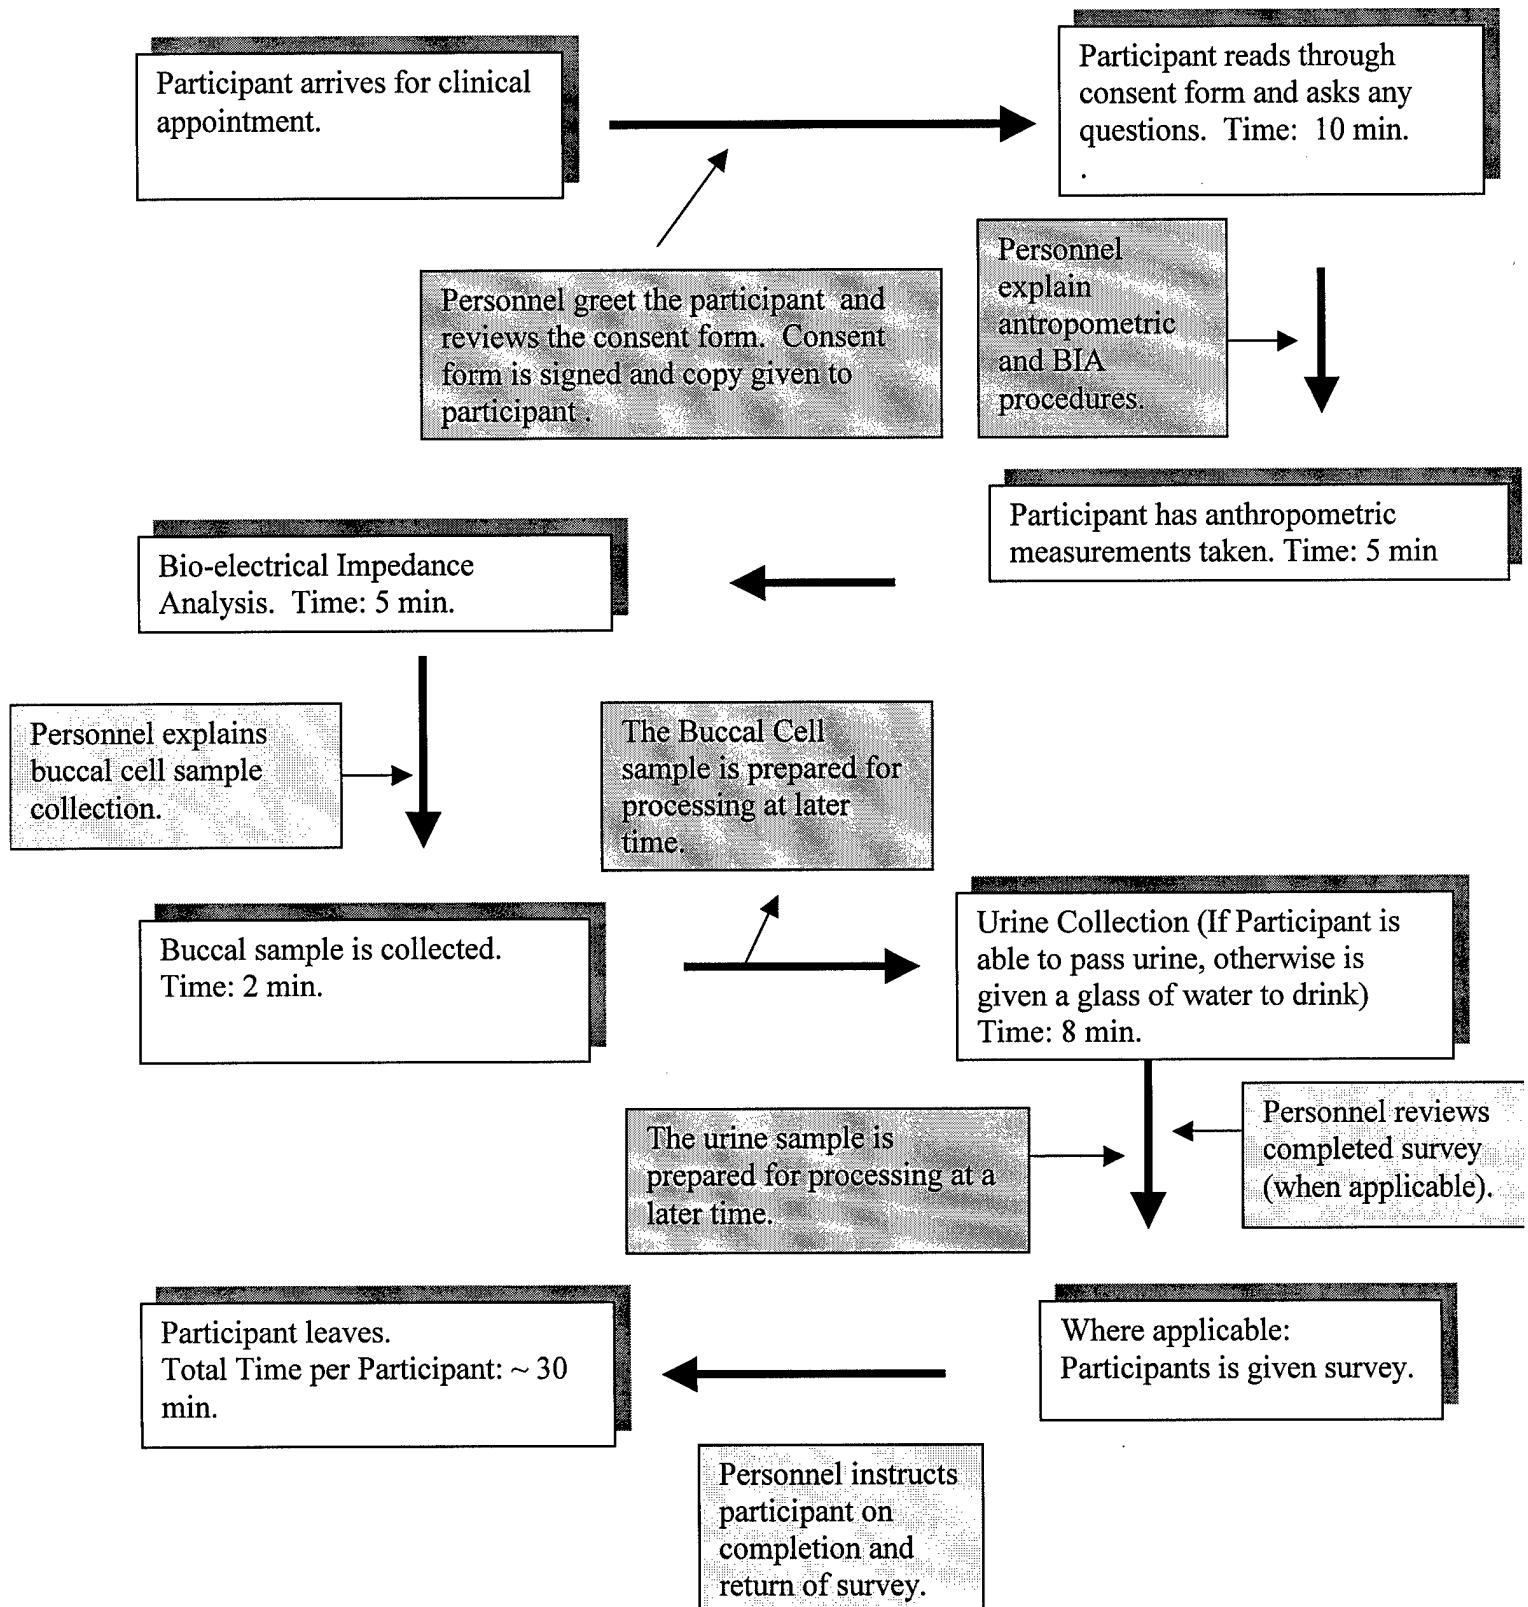 Participant arrives for clinical
appointment.
Participant reads through
consent form and asks any
questions. Time: 10 min.
.
Personnel greet the participant and
reviews the consent form. Consent
form is signed and copy given to
participant .
Personnel
explain
antropometric
and BIA
procedures.
Participant has anthropometric
measurements taken. Time: 5 min
Bio-electrical Impedance
Analysis. Time: 5 min.
Personnel explains
buccal cell sample
collection.
The Buccal Cell
sample is prepared for
processing at later
time.
Buccal sample is collected.
Time: 2 min.
Urine Collection (If Participant is
able to pass urine, otherwise is
given a glass of water to drink)
Time: 8 min.
The urine sample is
prepared for processing at a
later time.
Personnel reviews
completed survey
(when applicable).
Where applicable:
Participants is given survey.
Participant leaves.
Total Time per Participant: ~ 30
min.
Personnel instructs
participant on
completion and
return of survey.